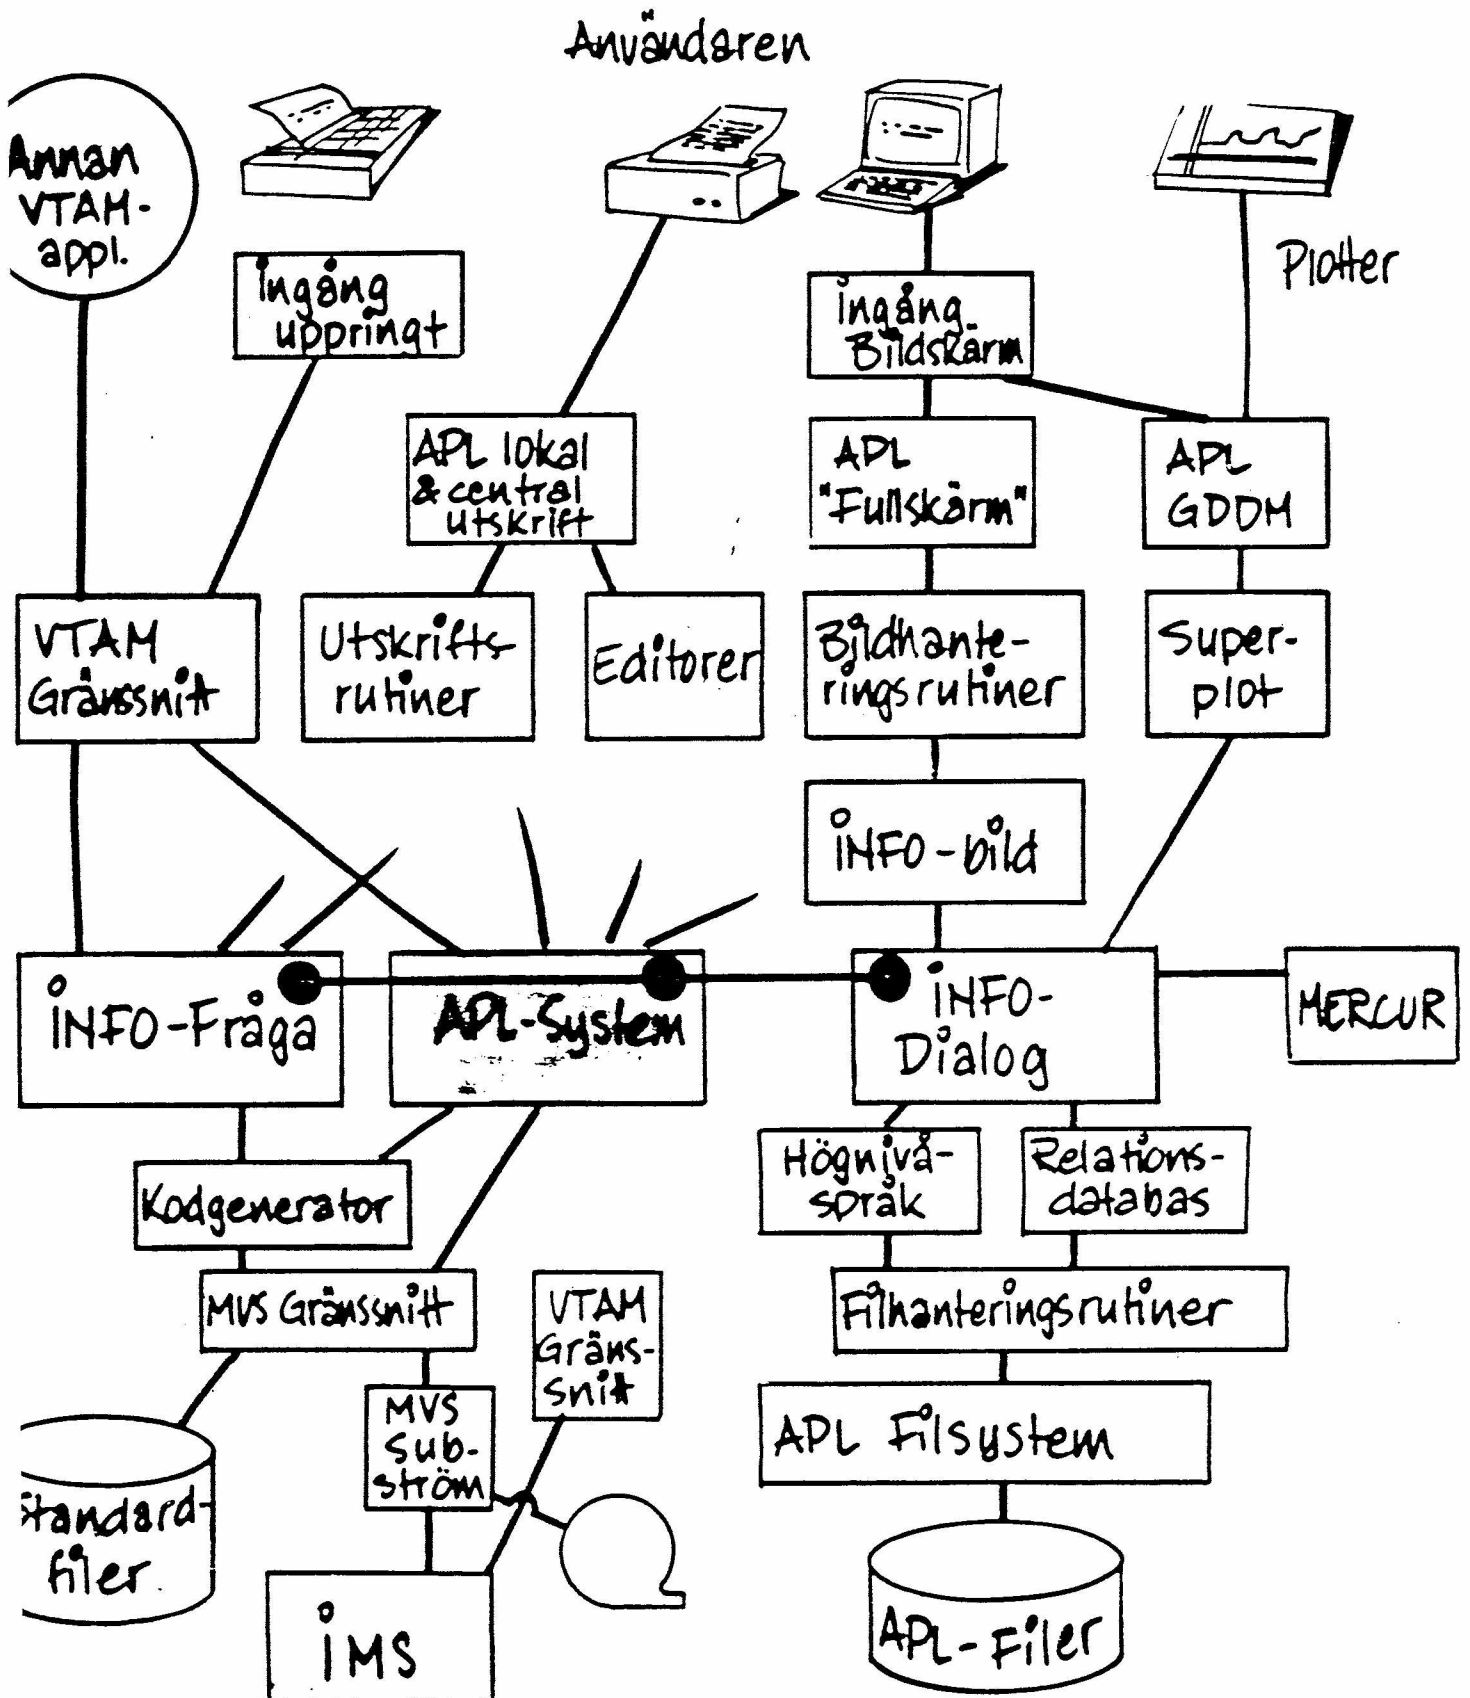 Användaren
Annan
VTAM-
appl.
Ingång
uppringt
Ingång
Bildskärm
Plotter
APL lokal
& central
utskrift
APL
"Fullskärm"
APL
GDDM
VTAM
Gränssnitt
Utskrifts-
rutiner
Editorer
Bildhante-
ringsrutiner
Super-
plot
INFO-bild
INFO-Fråga
APL-System
INFO-
Dialog
MERCUR
Kodgenerator
Högnivå-
språk
Relations-
databas
MVS Gränssnitt
VTAM
Gräns-
snitt
Filhanteringsrutiner
MVS
Sub-
ström
APL Filsystem
Standard-
filer
IMS
APL-Filer